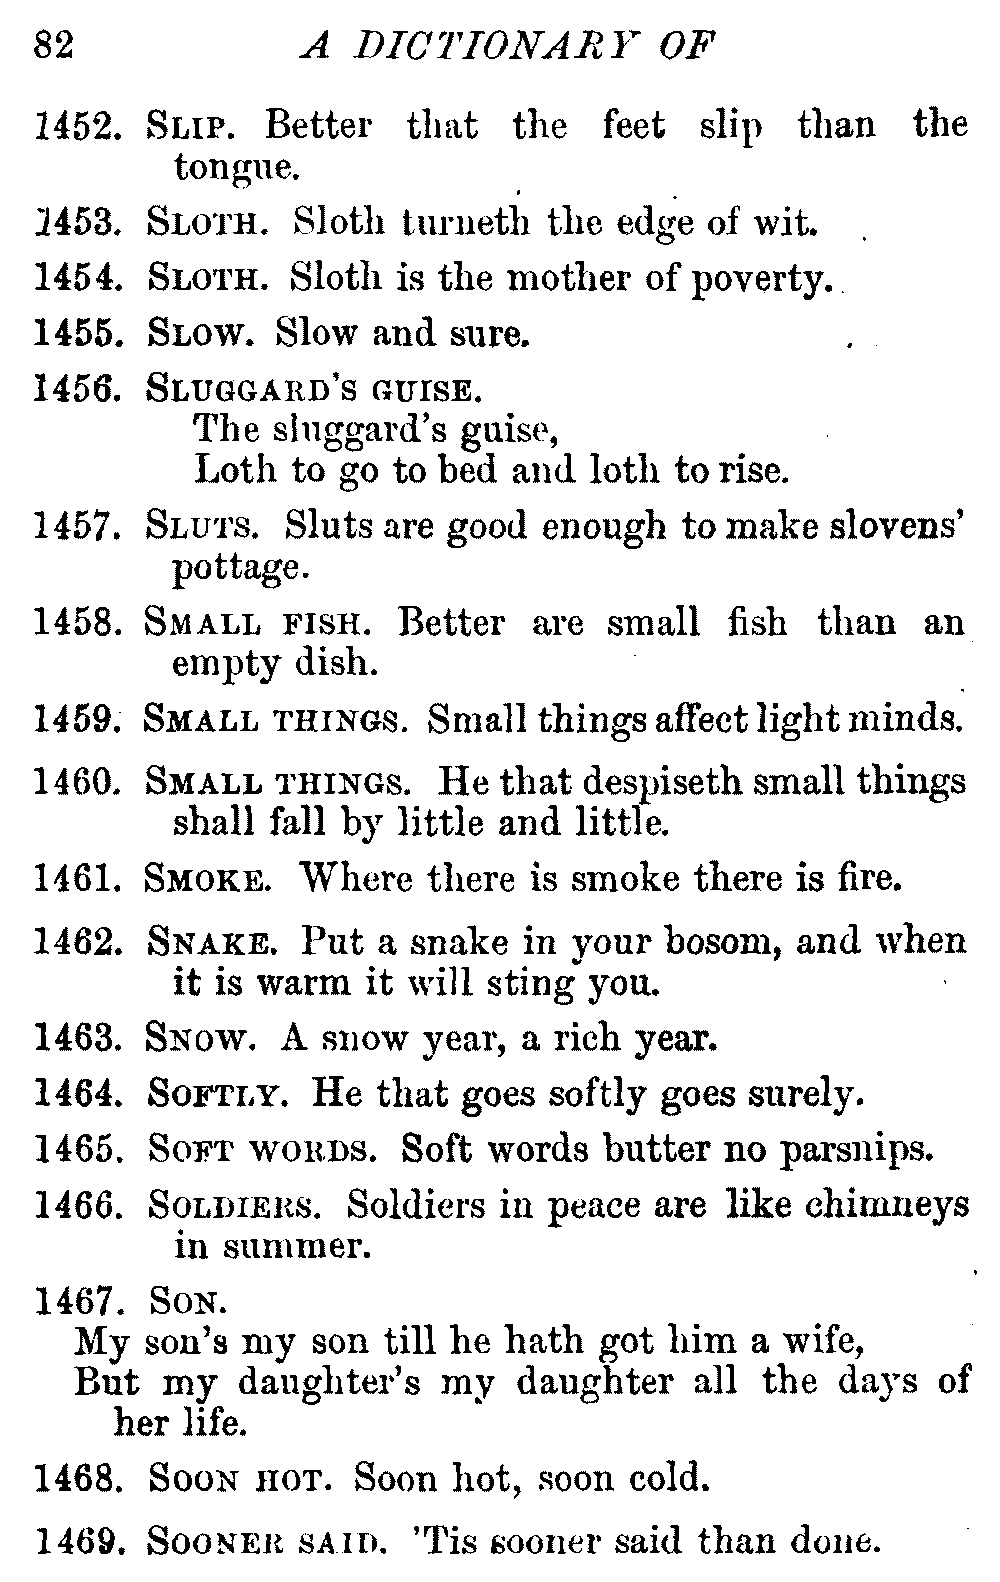 82 A DICTIONARY OF
1452. SLIP. Better that the feet slip than the
tongue.
1453. SLOTH. Sloth turneth the edge of wit.
1454. SLOTH. Sloth is the mother of poverty.
1455. SLOW. Slow and sure.
1456. SLUGGARD'S GUISE.
The sluggard's guise,
Loth to go to bed and loth to rise.
1457. SLUTS. Sluts are good enough to make slovens'
pottage.
1458. SMALL FISH. Better are small fish than an
empty dish.
1459. SMALL THINGS. Small things affect light minds.
1460. SMALL THINGS. He that despiseth small things
shall fall by little and little.
1461. SMOKE. Where there is smoke there is fire.
1462. SNAKE. Put a snake in your bosom, and when
it is warm it will sting you.
1463. SNOW. A snow year, a rich year.
1464. SOFTLY. He that goes softly goes surely.
1465. SOFT WORDS. Soft words butter no parsnips.
1466. SOLDIERS. Soldiers in peace are like chimneys
in summer.
1467. SON.
My son's my son till he hath got him a wife,
But my daughter's my daughter all the days of
her life.
1468. SOON HOT. Soon hot, soon cold.
1469. SOONER SAID. 'Tis sooner said than done.